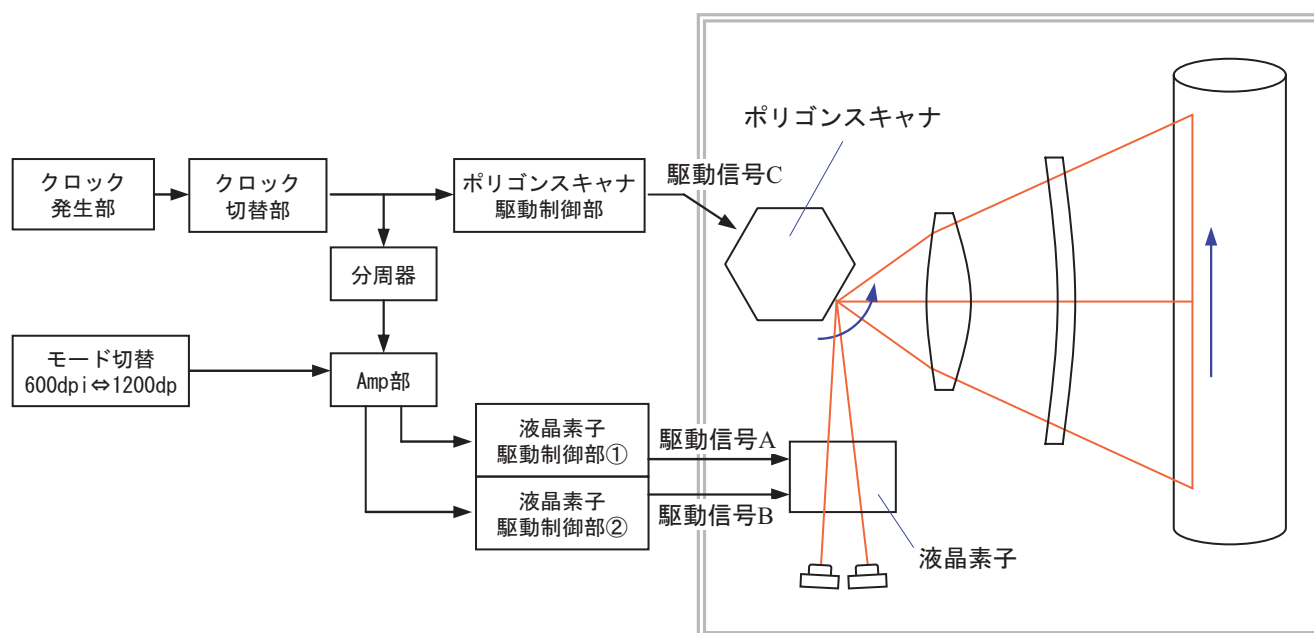 ポリゴンスキャナ
クロック
発生部
クロック
切替部
ポリゴンスキャナ
駆動制御部
駆動信号C
分周器
モード切替
600dpi⇔1200dp
Amp部
液晶素子
駆動制御部①
駆動信号A
液晶素子
駆動制御部②
駆動信号B
液晶素子